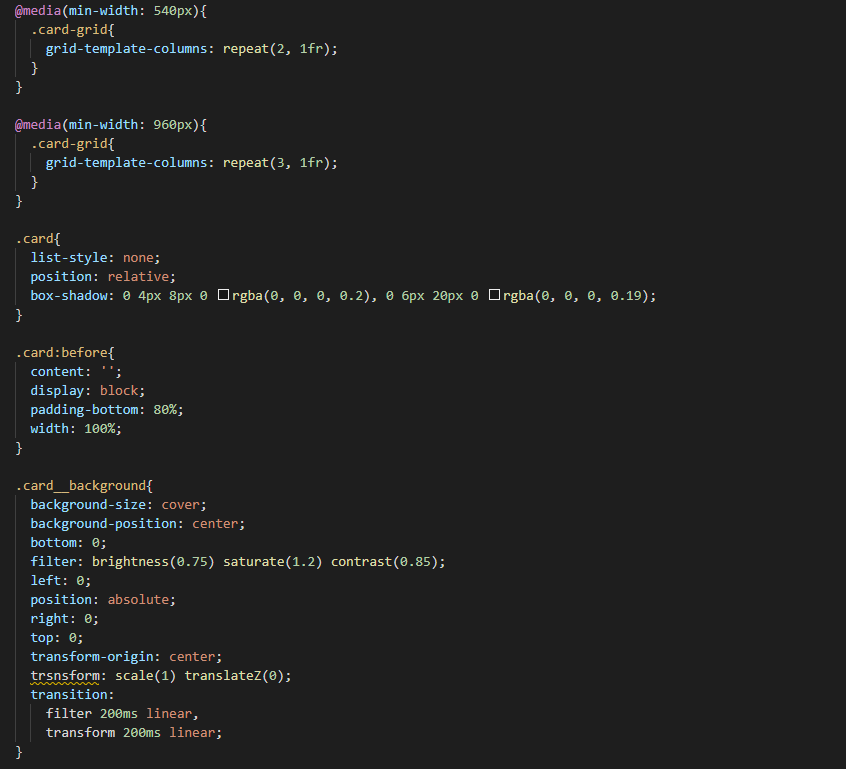 @media(min-width: 540px){
.card-grid{
grid-template-columns: repeat(2, 1fr);
}
}
@media(min-width: 960px){
.card-grid{
grid-template-columns: repeat(3, 1fr);
}
}
.card{
list-style: none;
position: relative;
box-shadow: 0 4px 8px 0 rgba(0, 0, 0, 0.2), 0 6px 20px 0 rgba(0, 0, 0, 0.19);
}
.card:before{
content: '';
display: block;
padding-bottom: 80%;
width: 100%;
}
.card__background{
background-size: cover;
background-position: center;
bottom: 0;
filter: brightness(0.75) saturate(1.2) contrast(0.85);
left: 0;
position: absolute;
right: 0;
top: 0;
transform-origin: center;
trsnsform: scale(1) translateZ(0);
transition:
filter 200ms linear,
transform 200ms linear;
}